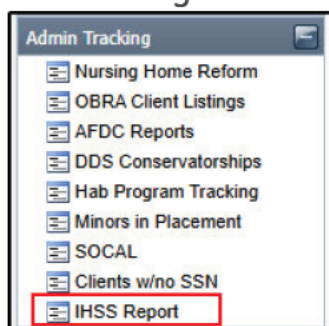 Admin Tracking
Nursing Home Reform
OBRA Client Listings
AFDC Reports
DDS Conservatorships
Hab Program Tracking
Minors in Placement
SOCAL
Clients w/no SSN
IHSS Report